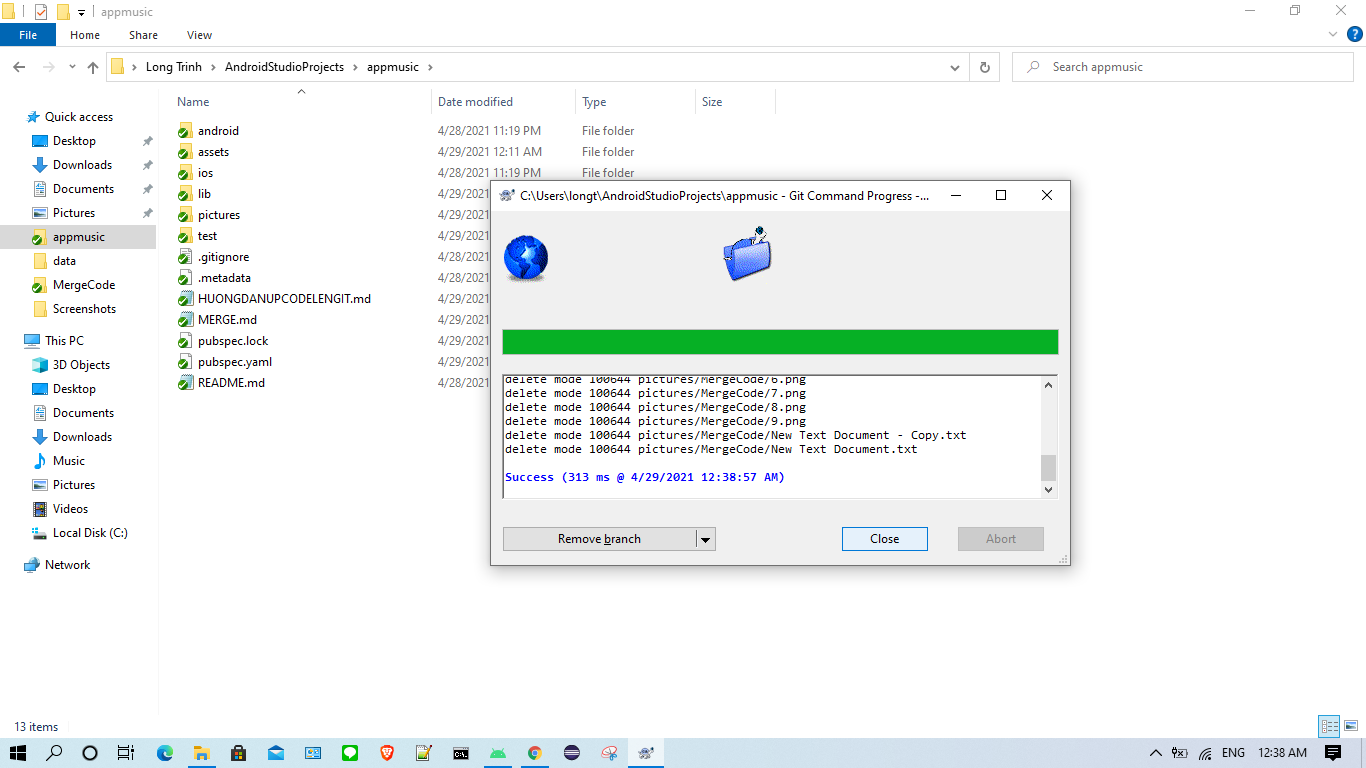 appmusic
File Home Share View
Long Trinh AndroidStudioProjects appmusic
Search appmusic
Name Date modified Type Size
Quick access
Desktop
Downloads
Documents
Pictures
appmusic
data
MergeCode
Screenshots
This PC
3D Objects
Desktop
Documents
Downloads
Music
Pictures
Videos
Local Disk (C:)
Network
android 4/28/2021 11:19 PM File folder
assets 4/29/2021 12:11 AM File folder
ios 4/28/2021 11:19 PM File folder
lib 4/29/2021
pictures 4/29/2021
test 4/29/2021
.gitignore 4/28/2021
.metadata 4/28/2021
HUONGDANUPCODELENGIT.md 4/29/2021
MERGE.md 4/29/2021
pubspec.lock 4/29/2021
pubspec.yaml 4/29/2021
README.md 4/28/2021
C:\Users\longt\AndroidStudioProjects\appmusic - Git Command Progress -...
delete mode 100644 pictures/MergeCode/6.png
delete mode 100644 pictures/MergeCode/7.png
delete mode 100644 pictures/MergeCode/8.png
delete mode 100644 pictures/MergeCode/9.png
delete mode 100644 pictures/MergeCode/New Text Document - Copy.txt
delete mode 100644 pictures/MergeCode/New Text Document.txt
Success (313 ms @ 4/29/2021 12:38:57 AM)
Remove branch Close Abort
13 items
ENG 12:38 AM